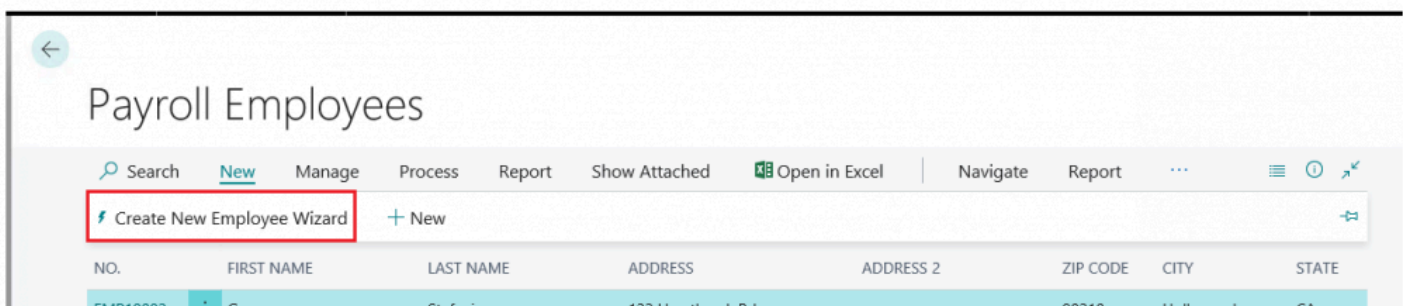 Payroll Employees
Search New Manage Process Report Show Attached Open in Excel Navigate Report ...
Create New Employee Wizard + New
NO. FIRST NAME LAST NAME ADDRESS ADDRESS 2 ZIP CODE CITY STATE